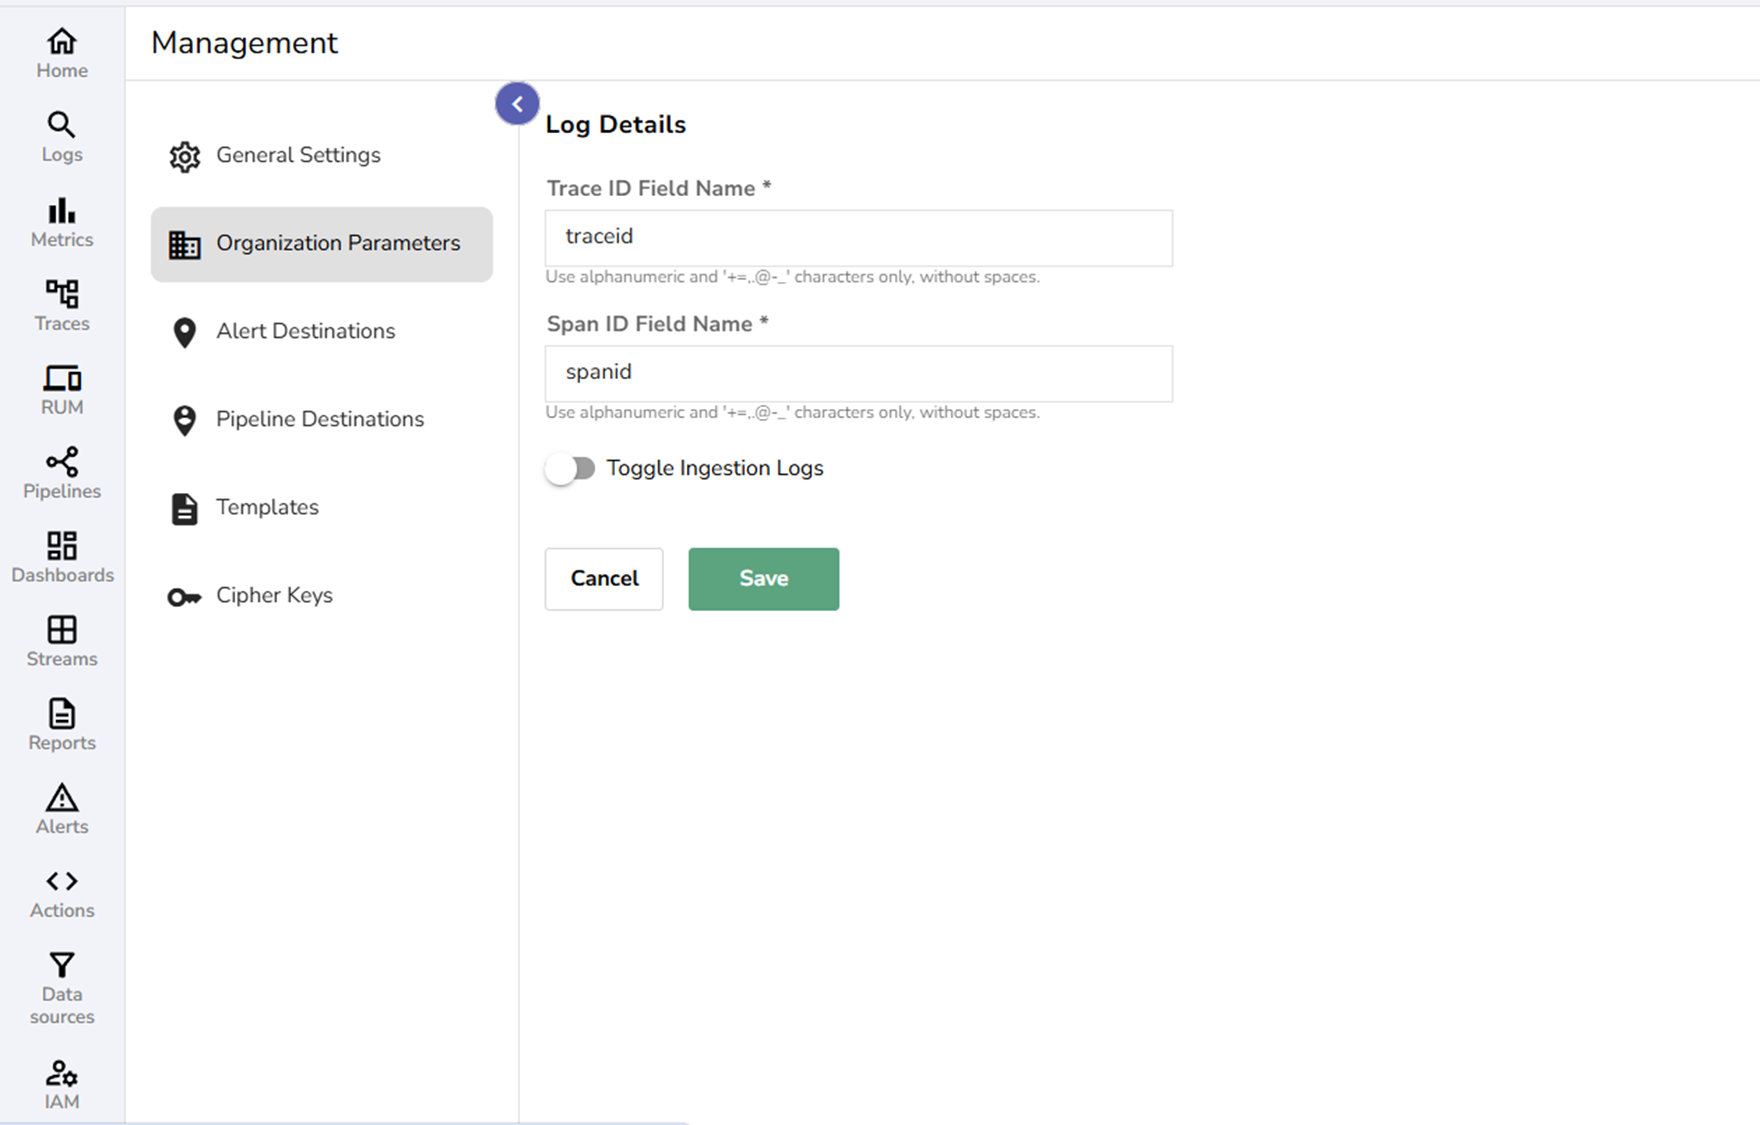 Management
Home
Logs
Metrics
Traces
RUM
Pipelines
Dashboards
Streams
Reports
Alerts
Actions
Data
sources
IAM
General Settings
Organization Parameters
Alert Destinations
Pipeline Destinations
Templates
Cipher Keys
Log Details
Trace ID Field Name *
traceid
Use alphanumeric and '+=,.@-_' characters only, without spaces.
Span ID Field Name *
spanid
Use alphanumeric and '+=,.@-_' characters only, without spaces.
Toggle Ingestion Logs
Cancel
Save